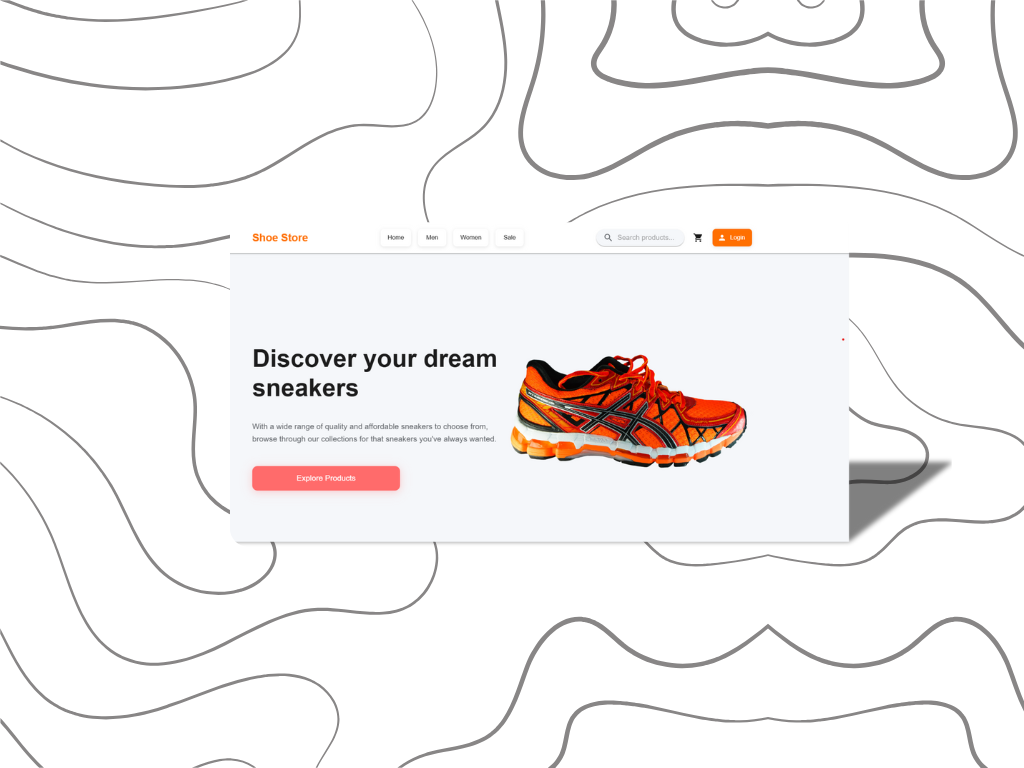 Shoe Store
Home
Men
Women
Sale
Search products...
Login
Discover your dream
sneakers
With a wide range of quality and affordable sneakers to choose from,
browse through our collections for that sneakers you've always wanted.
Explore Products